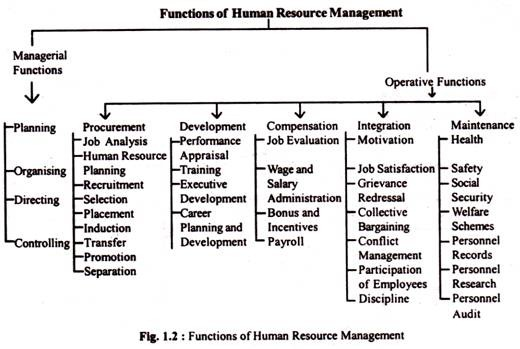 Functions of Human Resource Management
Managerial
Functions
Operative Functions
Planning
Organising
Directing
Controlling
Procurement
Job Analysis
Human Resource
Planning
Recruitment
Selection
Placement
Induction
Transfer
Promotion
Separation
Development
Performance
Appraisal
Training
Executive
Development
Career
Planning and
Development
Compensation
Job Evaluation
Wage and
Salary
Administration
Bonus and
Incentives
Payroll
Integration
Motivation
Job Satisfaction
Grievance
Redressal
Collective
Bargaining
Conflict
Management
Participation
of Employees
Discipline
Maintenance
Health
Safety
Social
Security
Welfare
Schemes
Personnel
Records
Personnel
Research
Personnel
Audit
Fig. 1.2 : Functions of Human Resource Management